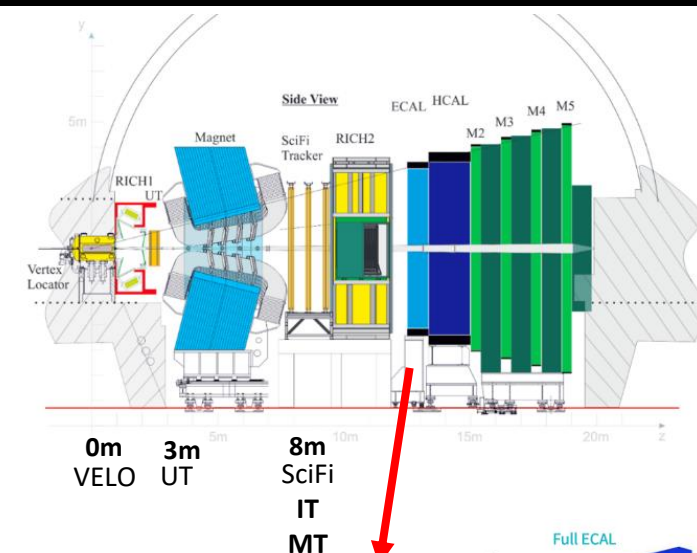 y
5m
Side View
ECAL HCAL
M5
M4
M3
M2
Magnet
SciFi
Tracker
RICH2
RICH1
UT
Vertex
Locator
5m 10m 15m 20m z
0m 3m 8m
VELO UT SciFi
IT
MT
Full ECAL